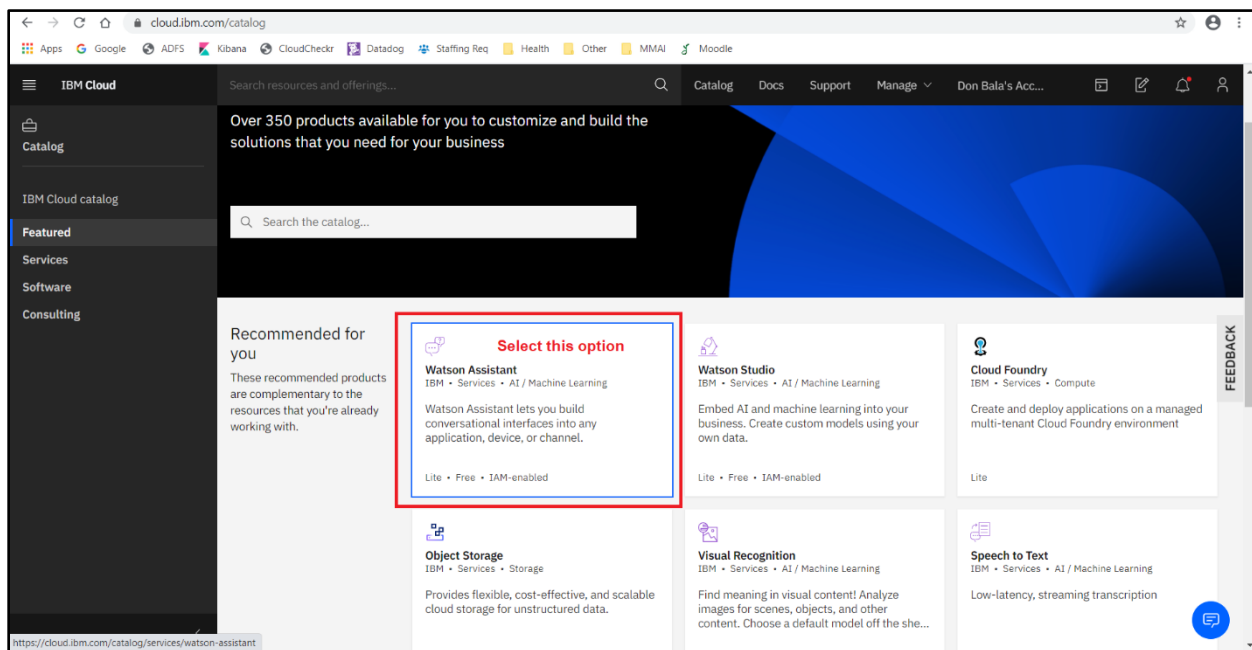 cloud.ibm.com/catalog
Apps Google ADFS Kibana CloudCheckr Datadog Staffing Req Health Other MMAI Moodle
IBM Cloud Search resources and offerings... Catalog Docs Support Manage Don Bala's Acc...
Catalog
IBM Cloud catalog
Featured
Services
Software
Consulting
Over 350 products available for you to customize and build the
solutions that you need for your business
Search the catalog...
Recommended for
you
These recommended products
are complementary to the
resources that you're already
working with.
Select this option
Watson Assistant
IBM • Services • AI / Machine Learning
Watson Assistant lets you build
conversational interfaces into any
application, device, or channel.
Lite • Free • IAM-enabled
Watson Studio
IBM • Services • AI / Machine Learning
Embed AI and machine learning into your
business. Create custom models using your
own data.
Lite • Free • IAM-enabled
Cloud Foundry
IBM • Services • Compute
Create and deploy applications on a managed
multi-tenant Cloud Foundry environment
Lite
FEEDBACK
Object Storage
IBM • Services • Storage
Provides flexible, cost-effective, and scalable
cloud storage for unstructured data.
Visual Recognition
IBM • Services • AI / Machine Learning
Find meaning in visual content! Analyze
images for scenes, objects, and other
content. Choose a default model off the she...
Speech to Text
IBM • Services • AI / Machine Learning
Low-latency, streaming transcription
https://cloud.ibm.com/catalog/services/watson-assistant